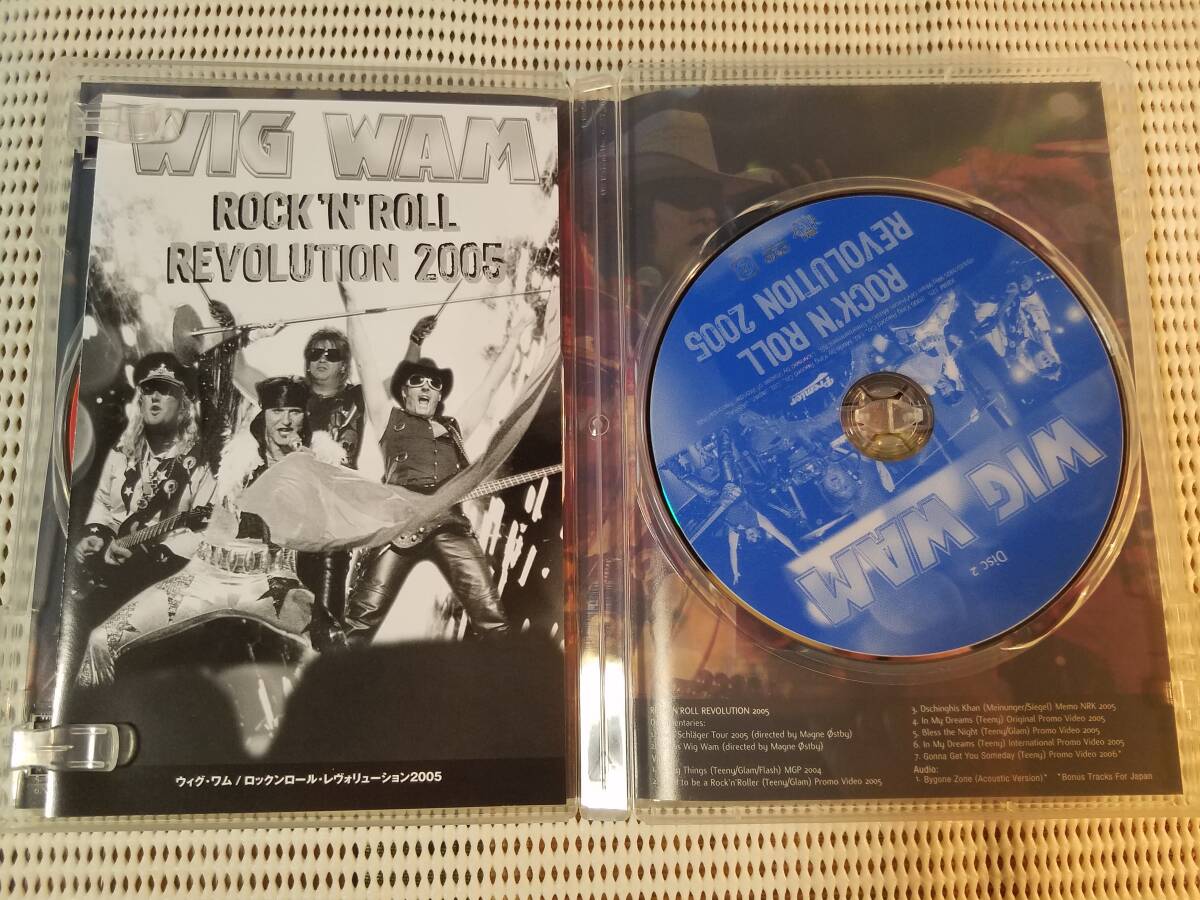 WIG WAM
ROCK 'N' ROLL
REVOLUTION 2005
ウィグ・ワム / ロックンロール・レヴォリューション2005
ROCK'N ROLL
REVOLUTION 2005
Premier
WIG WAM
Disc 2
'N'ROLL REVOLUTION 2005
Schläger Tour 2005 (directed by Magne Østby)
Wig Wam (directed by Magne Østby)
Things (Teeny/Glam/Flash) MGP 2004
to be a Rock'n'Roller (Teeny/Glam) Promo Video 2005
3. Dschinghis Khan (Meinunger/Siegel) Memo NRK 2005
4. In My Dreams (Teeny) Original Promo Video 2005
5. Bless the Night (Teeny/Glam) Promo Video 2005
6. In My Dreams (Teeny) International Promo Video 2005
7. Gonna Get You Someday (Teeny) Promo Video 2006*
Audio:
1. Bygone Zone (Acoustic Version)* *Bonus Tracks For Japan